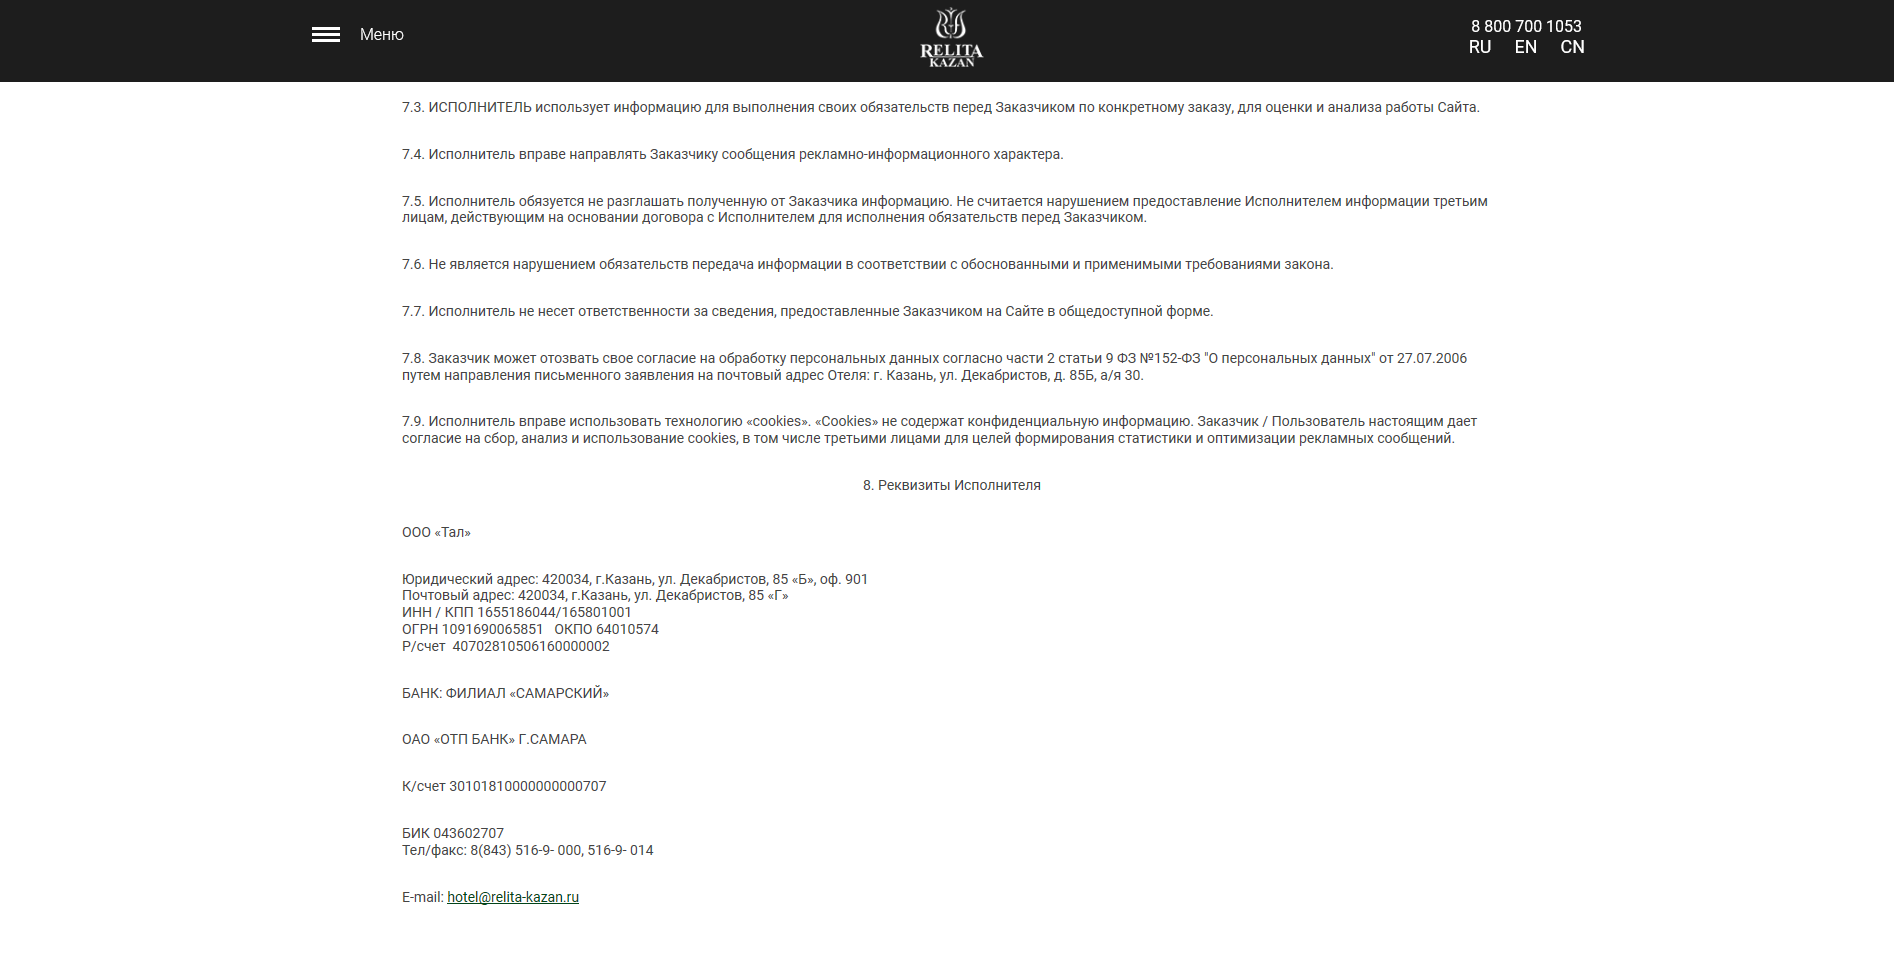 Меню
RELITA
KAZAN
8 800 700 1053
RU EN CN
7.3. ИСПОЛНИТЕЛЬ использует информацию для выполнения своих обязательств перед Заказчиком по конкретному заказу, для оценки и анализа работы Сайта.
7.4. Исполнитель вправе направлять Заказчику сообщения рекламно-информационного характера.
7.5. Исполнитель обязуется не разглашать полученную от Заказчика информацию. Не считается нарушением предоставление Исполнителем информации третьим
лицам, действующим на основании договора с Исполнителем для исполнения обязательств перед Заказчиком.
7.6. Не является нарушением обязательств передача информации в соответствии с обоснованными и применимыми требованиями закона.
7.7. Исполнитель не несет ответственности за сведения, предоставленные Заказчиком на Сайте в общедоступной форме.
7.8. Заказчик может отозвать свое согласие на обработку персональных данных согласно части 2 статьи 9 ФЗ №152-ФЗ "О персональных данных" от 27.07.2006
путем направления письменного заявления на почтовый адрес Отеля: г. Казань, ул. Декабристов, д. 85Б, а/я 30.
7.9. Исполнитель вправе использовать технологию «cookies». «Cookies» не содержат конфиденциальную информацию. Заказчик / Пользователь настоящим дает
согласие на сбор, анализ и использование cookies, в том числе третьими лицами для целей формирования статистики и оптимизации рекламных сообщений.
8. Реквизиты Исполнителя
ООО «Тал»
Юридический адрес: 420034, г.Казань, ул. Декабристов, 85 «Б», оф. 901
Почтовый адрес: 420034, г.Казань, ул. Декабристов, 85 «Г»
ИНН / КПП 1655186044/165801001
ОГРН 1091690065851 ОКПО 64010574
Р/счет 40702810506160000002
БАНК: ФИЛИАЛ «САМАРСКИЙ»
ОАО «ОТП БАНК» Г.САМАРА
К/счет 30101810000000000707
БИК 043602707
Тел/факс: 8(843) 516-9- 000, 516-9- 014
E-mail: hotel@relita-kazan.ru